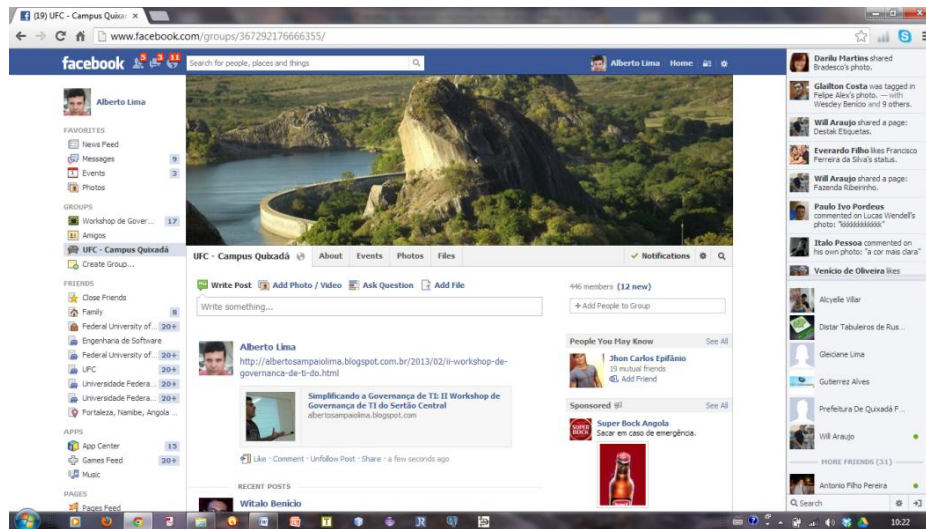 (19) UFC - Campus Quixa
www.facebook.com/groups/367292176666355/
facebook 5 3 11
Search for people, places and things
Alberto Lima Home
Alberto Lima
FAVORITES
News Feed
Messages 9
Events 3
Photos
GROUPS
Workshop de Gover... 17
Amigos
UFC - Campus Quixadá
Create Group...
FRIENDS
Close Friends
Family 8
Federal University of... 20+
Engenharia de Software
Federal University of... 20+
UFC 20+
Universidade Federa... 20+
Universidade Federa... 20+
Fortaleza, Namibe, Angola ...
APPS
App Center 15
Games Feed 20+
Music
PAGES
Pages Feed
UFC - Campus Quixadá About Events Photos Files
Notifications
Write Post Add Photo / Video Ask Question Add File
Write something...
Alberto Lima
http://albertosampaiolima.blogspot.com.br/2013/02/ii-workshop-de-
governanca-de-ti-do.html
Simplificando a Governança de TI: II Workshop de
Governança de TI do Sertão Central
albertosampaiolima.blogspot.com
Like · Comment · Unfollow Post · Share · a few seconds ago
RECENT POSTS
Witalo Benicio
446 members (12 new)
+ Add People to Group
People You May Know See All
Jhon Carlos Epifânio
19 mutual friends
Add Friend
Sponsored See All
Super Bock Angola
Sacar em caso de emergência.
SUPER BOCK
Darilu Martins shared
Bradesco's photo.
Glailton Costa was tagged in
Felipe Alex's photo. — with
Wesdley Benício and 9 others.
Will Araujo shared a page:
Destak Etiquetas.
Everardo Filho likes Francisco
Ferreira da Silva's status.
Will Araujo shared a page:
Fazenda Ribeirinho.
Paulo Ivo Pordeus
commented on Lucas Wendell's
Italo Pessoa commented on
his own photo: "a cor mais clara"
Venicio de Oliveira likes
Alcyelle Villar
Distar Tabuleiros de Rus...
Gleiciane Lima
Gutierrez Alves
Prefeitura De Quixadá F...
Will Araujo
MORE FRIENDS (31)
Antonio Filho Pereira
Search
10:22